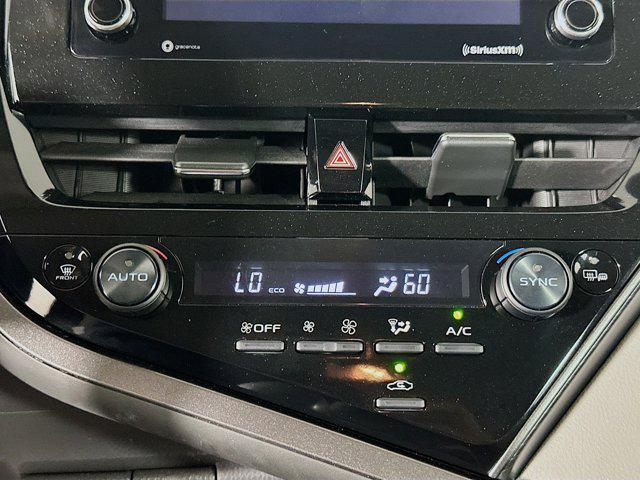 gracenote
SiriusXM
FRONT
AUTO
LO ECO 60
SYNC
OFF
A/C